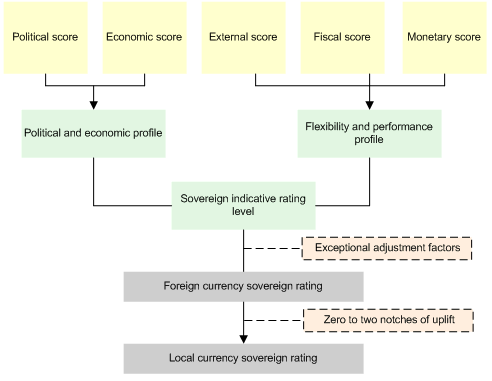 Political score
Economic score
External score
Fiscal score
Monetary score
Political and economic profile
Flexibility and performance
profile
Sovereign indicative rating
level
Exceptional adjustment factors
Foreign currency sovereign rating
Zero to two notches of uplift
Local currency sovereign rating